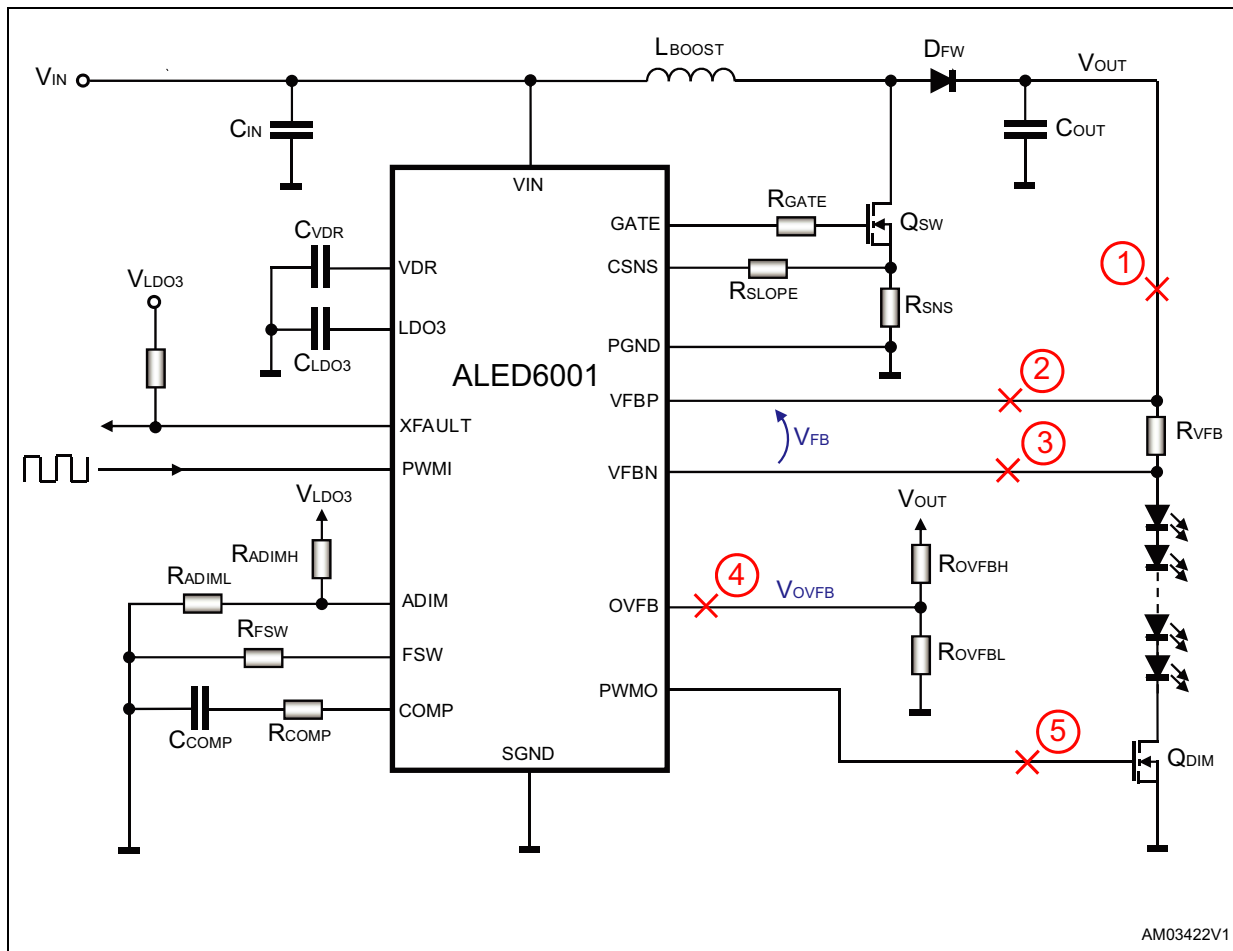 LBOOST
DFW
VIN
VOUT
CIN
COUT
VIN
RGATE
GATE
QSW
CVDR
VDR
CSNS
RSLOPE
VLDO3
1
RSNS
LDO3
CLDO3
PGND
ALED6001
2
VFBP
XFAULT
VFB
3
RVFB
PWMI
VFBN
VLDO3
VOUT
RADIMH
ROVFBH
RADIML
4
ADIM
OVFB
VOVFB
RFSW
FSW
ROVFBL
PWMO
COMP
CCOMP
RCOMP
5
SGND
QDIM
AM03422V1